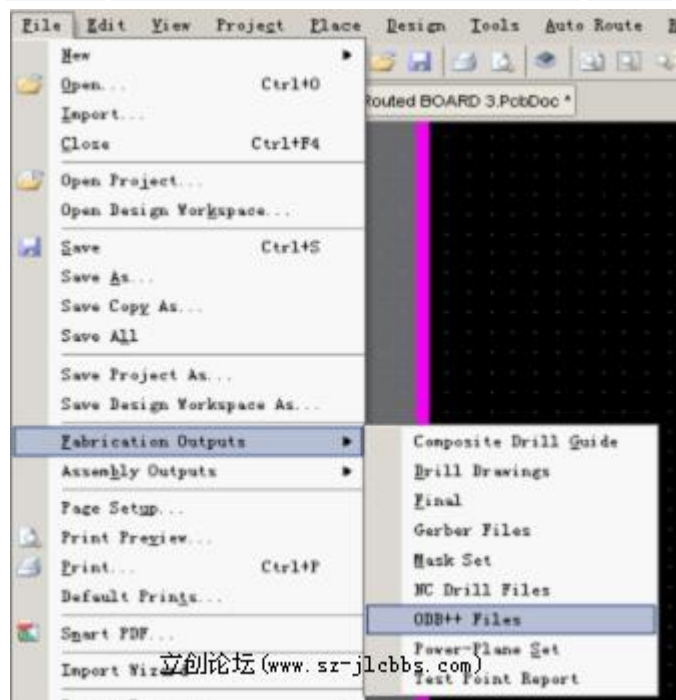 File Edit View Project Place Design Tools Auto Route
New
Open... Ctrl+O
Routed BOARD 3.PcbDoc *
Import...
Close Ctrl+F4
Open Project...
Open Design Workspace...
Save Ctrl+S
Save As...
Save Copy As...
Save All
Save Project As...
Save Design Workspace As...
Fabrication Outputs
Assembly Outputs
Page Setup...
Print Preview...
Print... Ctrl+P
Default Prints...
Smart PDF...
Import Wizard
Composite Drill Guide
Drill Drawings
Final
Gerber Files
Mask Set
NC Drill Files
ODB++ Files
Power-Plane Set
Test Point Report
立创论坛(www.sz-jlcbbs.com)